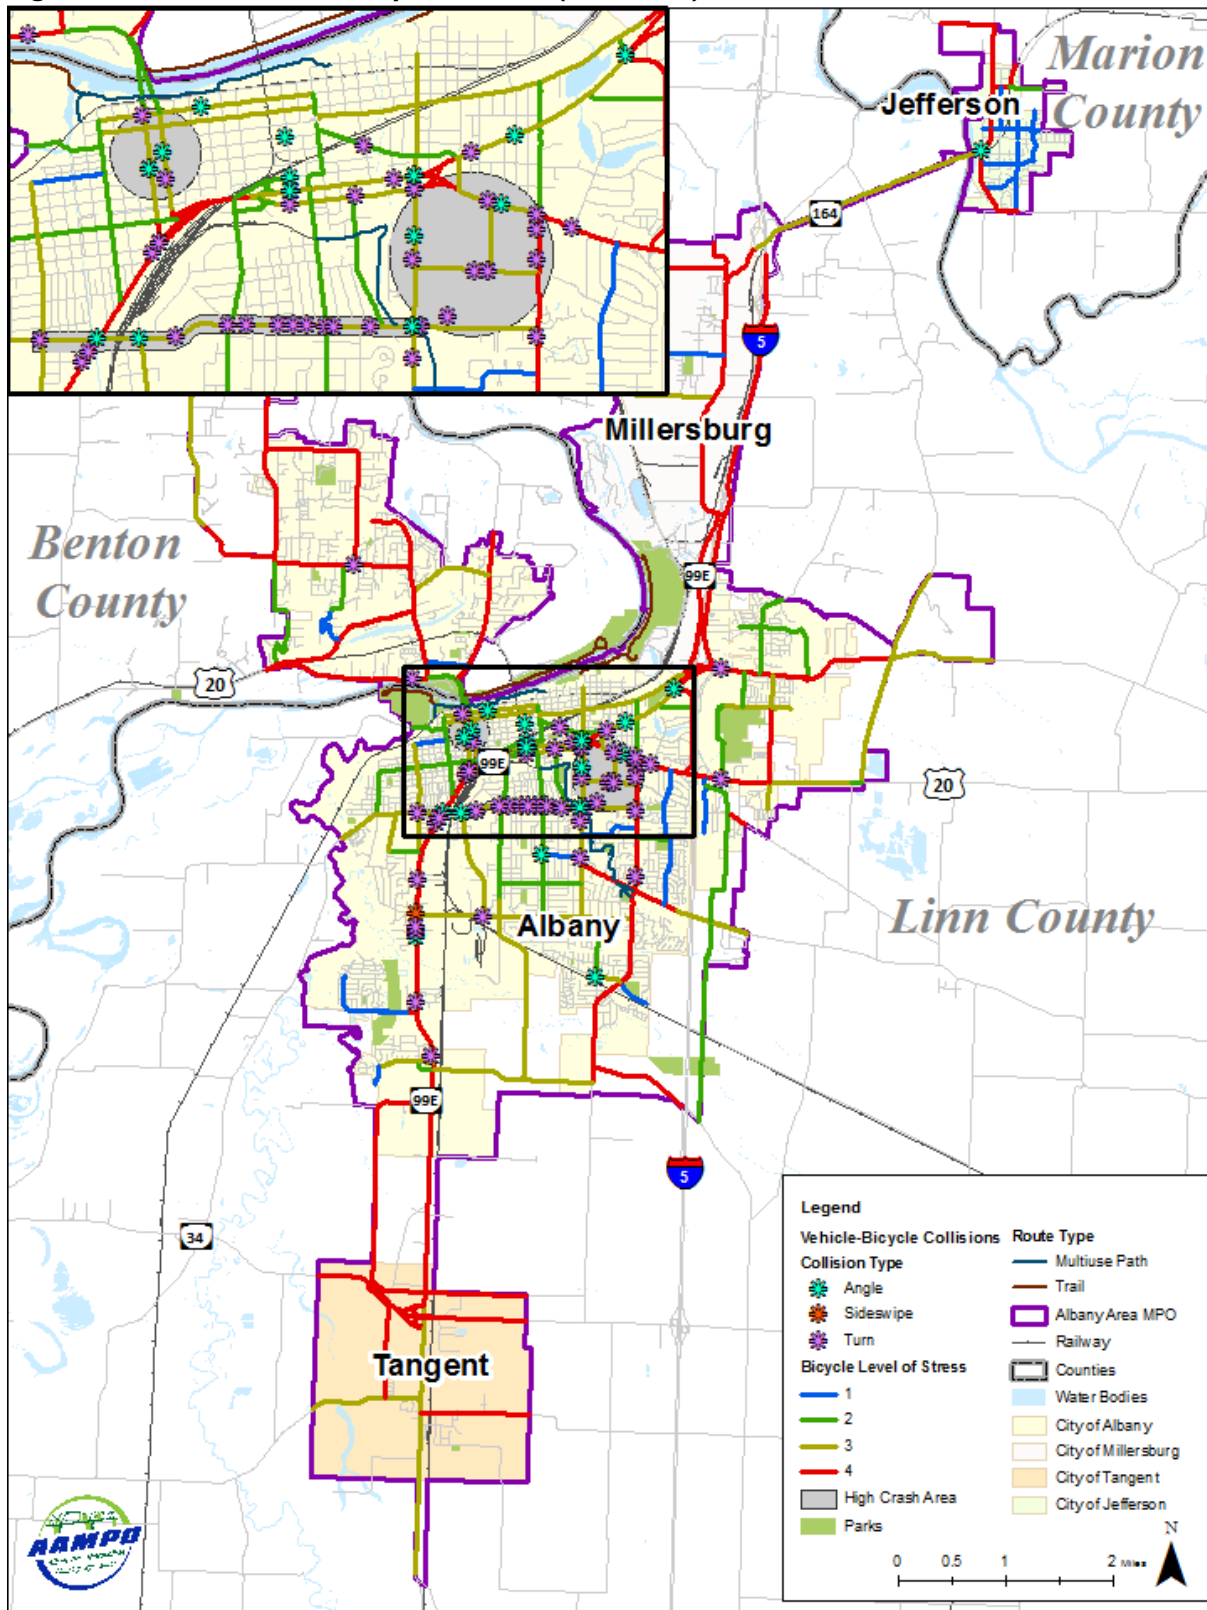 Marion
County
Jefferson
164
5
Millersburg
Benton
County
99E
20
99E
20
Linn County
Albany
99E
5
34
Tangent
AAMPO
Legend
Vehicle-Bicycle Collisions
Collision Type
Angle
Sideswipe
Turn
Bicycle Level of Stress
1
2
3
4
High Crash Area
Parks
Route Type
Multiuse Path
Trail
Albany Area MPO
Railway
Counties
Water Bodies
City of Albany
City of Millersburg
City of Tangent
City of Jefferson
N
0 0.5 1 2 Miles